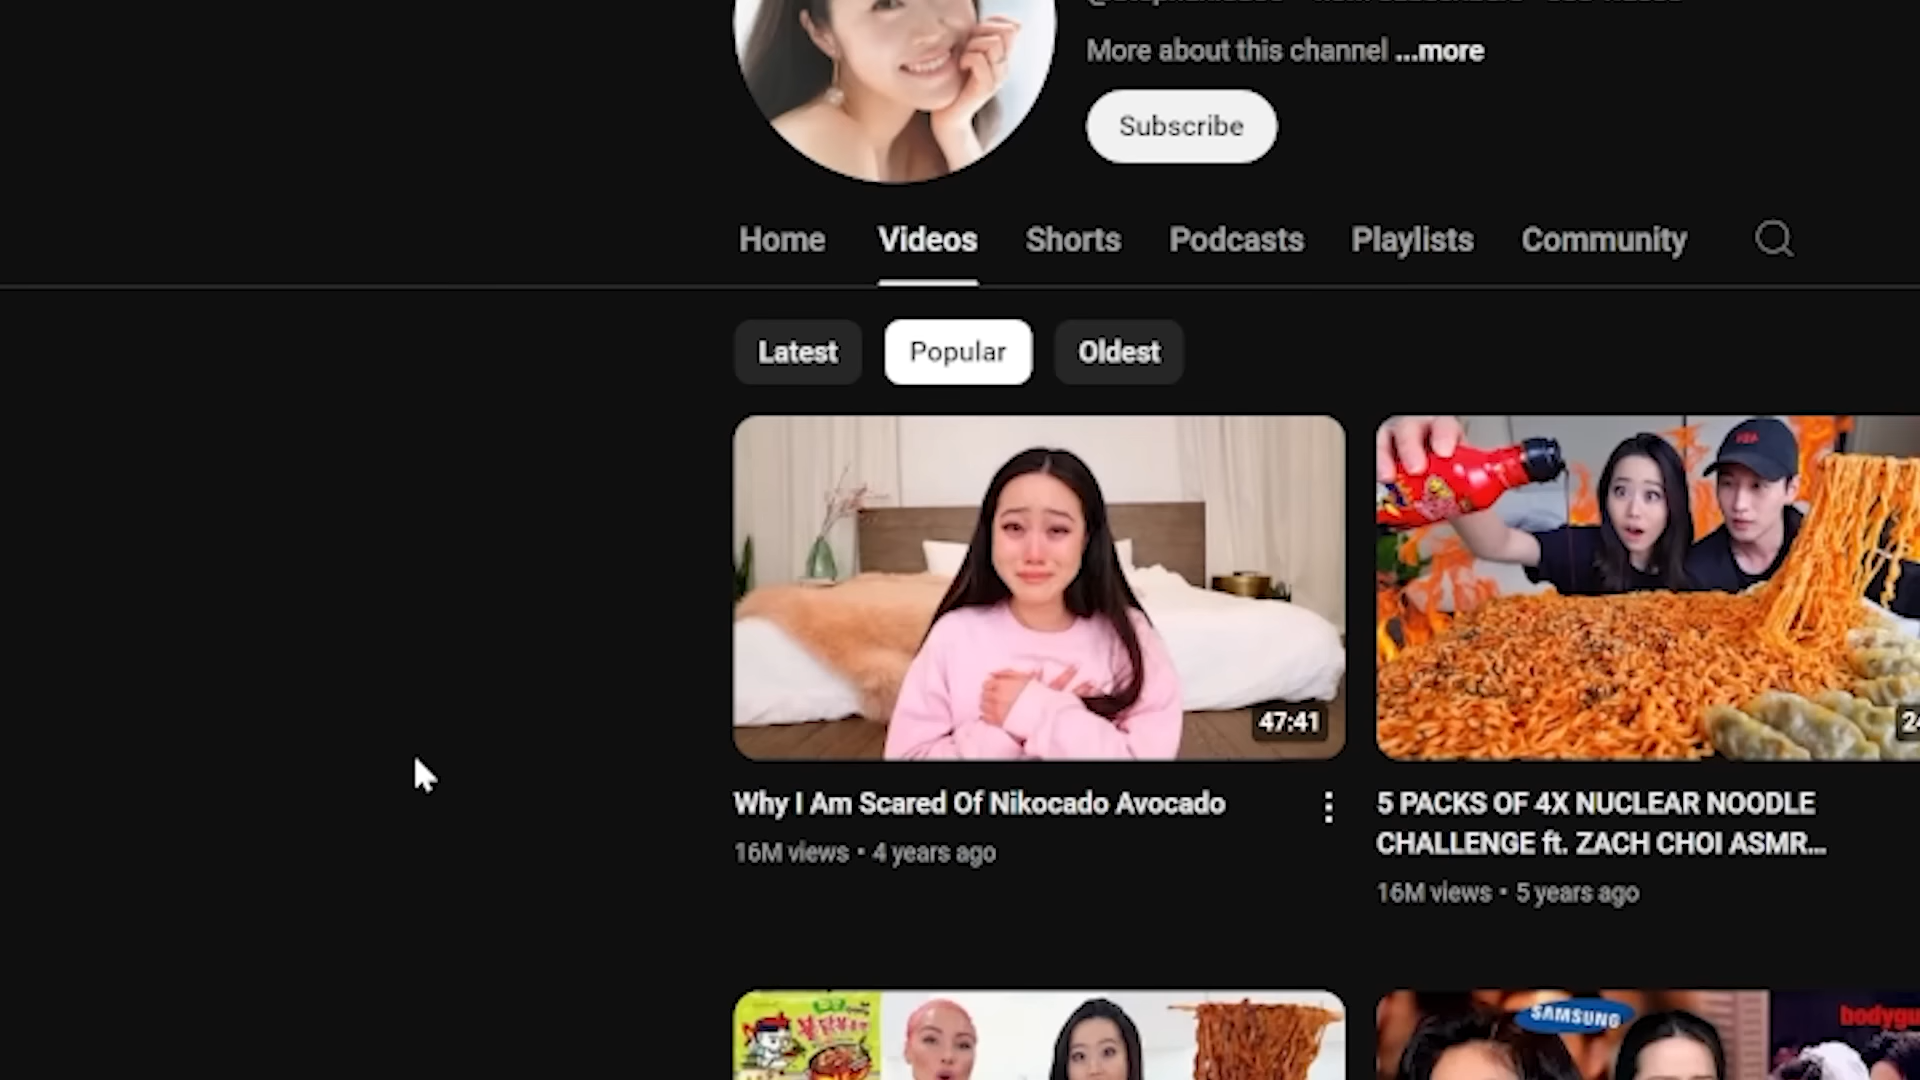 More about this channel ...more
Subscribe
Home
Videos
Shorts
Podcasts
Playlists
Community
Latest
Popular
Oldest
47:41
Why I Am Scared Of Nikocado Avocado
16M views • 4 years ago
5 PACKS OF 4X NUCLEAR NOODLE
CHALLENGE ft. ZACH CHOI ASMR...
16M views • 5 years ago
SAMSUNG